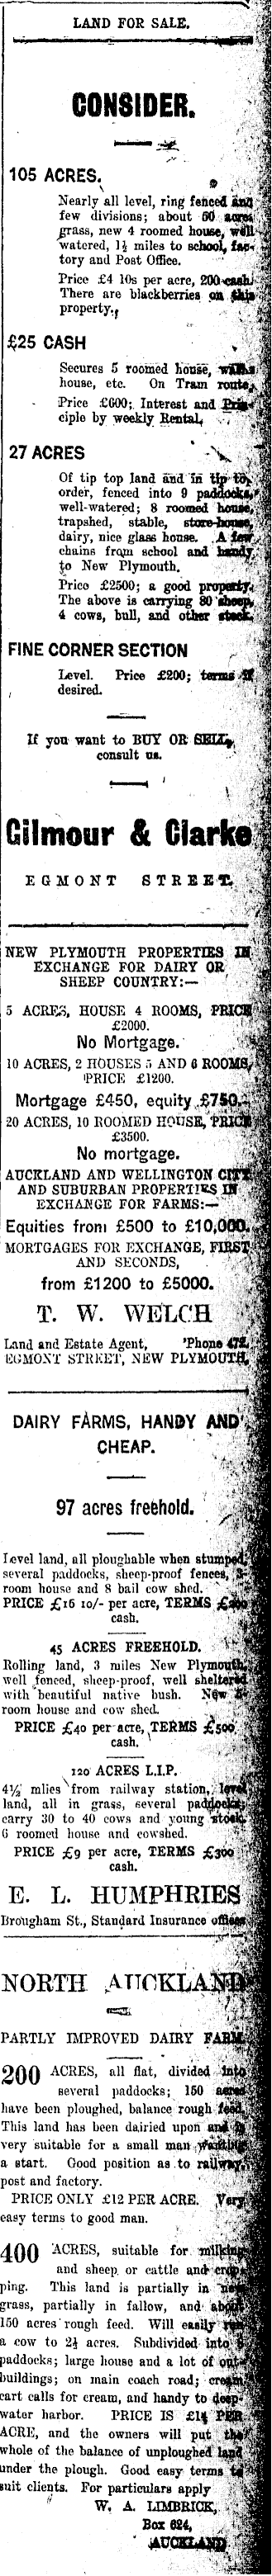 LAND FOR SALE.
CONSIDER.
105 ACRES.
Nearly all level, ring fenced and
few divisions; about 60 acres
grass, new 4 roomed house, well
watered, 1½ miles to school, fac-
tory and Post Office.
Price £4 10s per acre, 200 cash.
There are blackberries on this
property.
£25 CASH
Secures 5 roomed house,
house, etc. On Tram route,
Price £600; Interest and Prin-
ciple by weekly Rental,
27 ACRES
Of tip top land and in tip top
order, fenced into 9 paddocks,
well-watered; 8 roomed house,
trapshed, stable, store-house,
dairy, nice glass house. A few
chains from school and handy
to New Plymouth.
Price £2500; a good property.
The above is carrying 80 sheep,
4 cows, bull, and other stock.
FINE CORNER SECTION
Level. Price £200; terms if
desired.
If you want to BUY OR SELL,
consult us.
Gilmour & Clarke
EGMONT STREET.
NEW PLYMOUTH PROPERTIES IN
EXCHANGE FOR DAIRY OR
SHEEP COUNTRY:—
5 ACRES, HOUSE 4 ROOMS, PRICE
£2000.
No Mortgage.
10 ACRES, 2 HOUSES 5 AND 6 ROOMS,
PRICE £1200.
Mortgage £450, equity £750.
20 ACRES, 10 ROOMED HOUSE, PRICE
£3500.
No mortgage.
AUCKLAND AND WELLINGTON CITY
AND SUBURBAN PROPERTIES IN
EXCHANGE FOR FARMS:—
Equities from £500 to £10,000.
MORTGAGES FOR EXCHANGE, FIRST
AND SECONDS,
from £1200 to £5000.
T. W. WELCH
Land and Estate Agent, 'Phone 472,
EGMONT STREET, NEW PLYMOUTH.
DAIRY FARMS, HANDY AND
CHEAP.
97 acres freehold.
Level land, all ploughable when stumped,
several paddocks, sheep-proof fences,
room house and 8 bail cow shed.
PRICE £16 10/- per acre, TERMS
cash.
45 ACRES FREEHOLD.
Rolling land, 3 miles New Plymouth,
well fenced, sheep-proof, well sheltered
with beautiful native bush. New
room house and cow shed.
PRICE £40 per acre, TERMS £500
cash.
120 ACRES L.I.P.
4½ mlies from railway station, level
land, all in grass, several paddocks,
carry 30 to 40 cows and young stock.
6 roomed house and cowshed.
PRICE £9 per acre, TERMS £300
cash.
E. L. HUMPHRIES
Brougham St., Standard Insurance offices
NORTH AUCKLAND
PARTLY IMPROVED DAIRY FARM.
200 ACRES, all flat, divided into
several paddocks; 150 acres
have been ploughed, balance rough feed.
This land has been dairied upon and is
very suitable for a small man wanting
a start. Good position as to railway,
post and factory.
PRICE ONLY £12 PER ACRE. Very
easy terms to good man.
400 ACRES, suitable for milking
and sheep or cattle and crop-
ping. This land is partially in new
grass, partially in fallow, and about
150 acres rough feed. Will easily run
a cow to 2½ acres. Subdivided into
paddocks; large house and a lot of out-
buildings; on main coach road; cream
cart calls for cream, and handy to deep-
water harbor. PRICE IS £14 PER
ACRE, and the owners will put the
whole of the balance of unploughed land
under the plough. Good easy terms to
suit clients. For particulars apply
W. A. LIMBRICK,
Box 624,
AUCKLAND